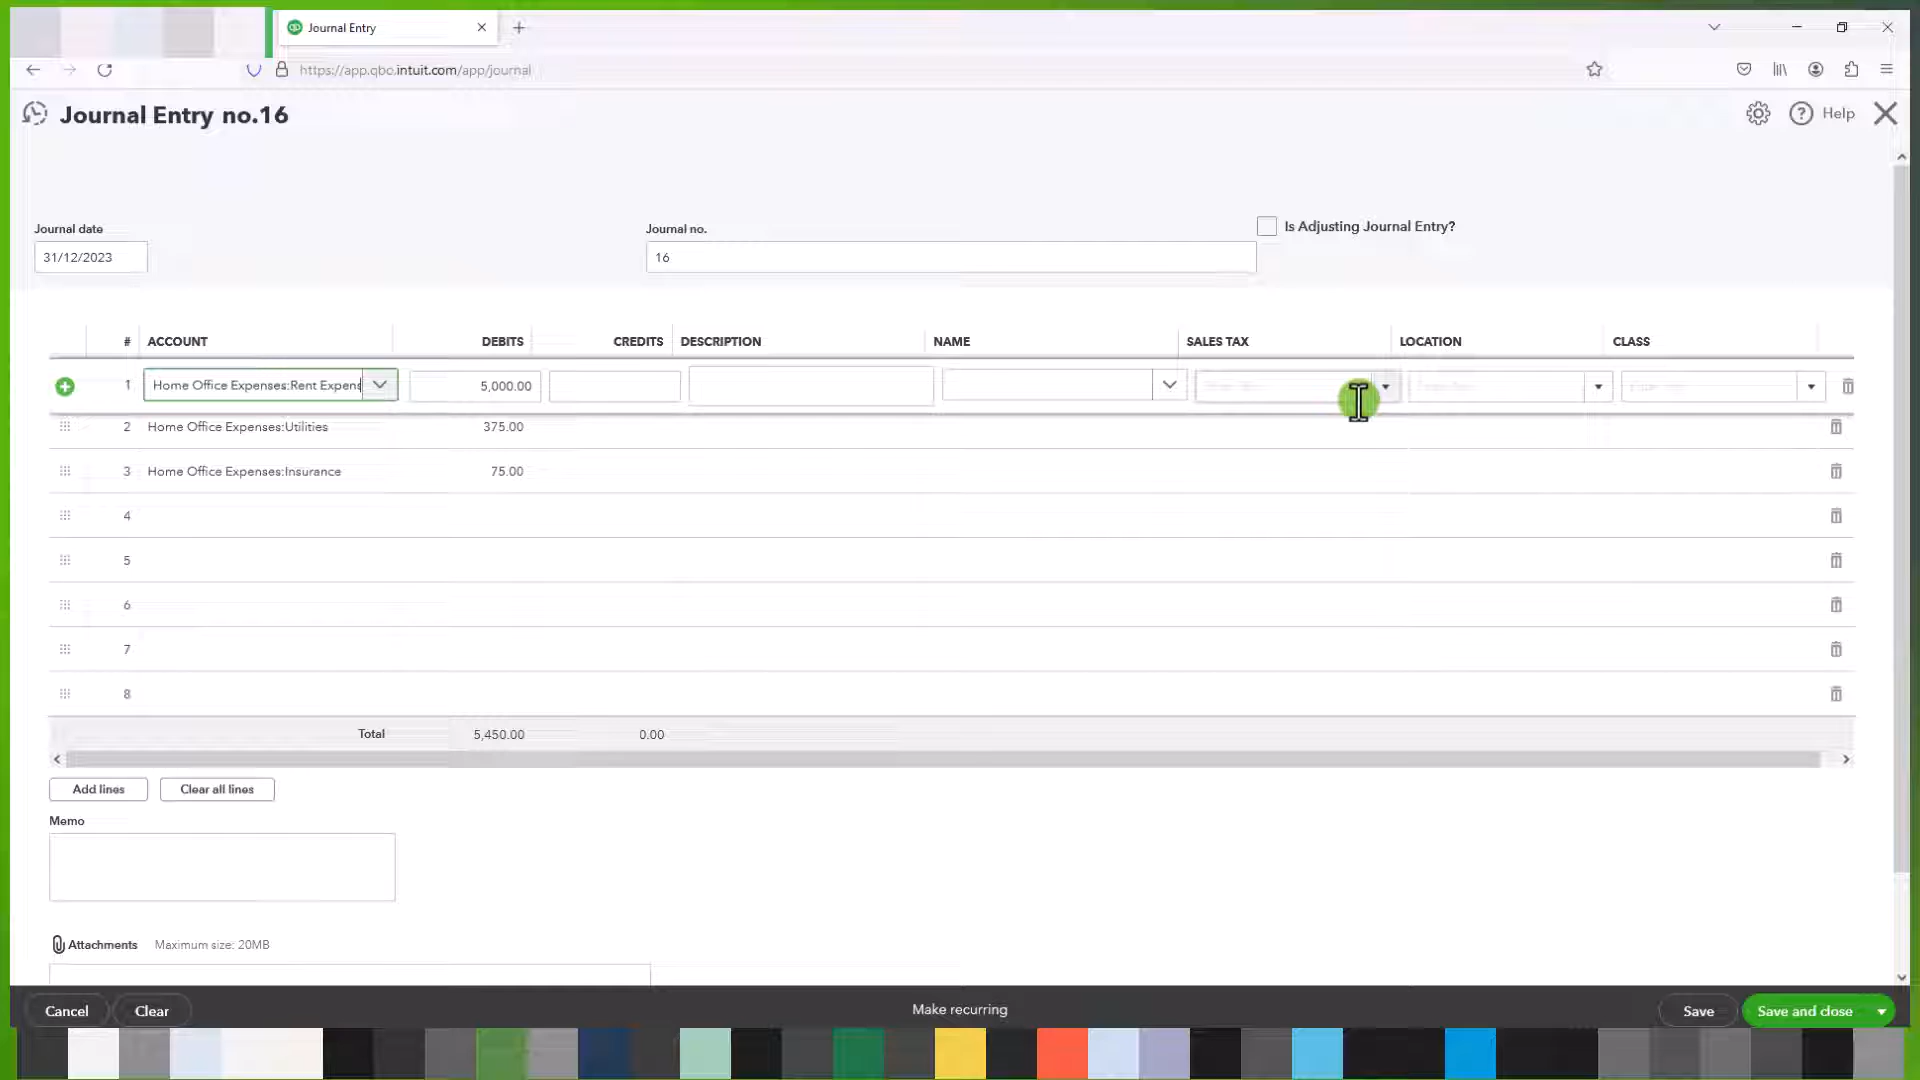 Journal Entry
https://app.qbo.intuit.com/app/journal
Journal Entry no.16
Help
Journal date
Journal no.
Is Adjusting Journal Entry?
31/12/2023
16
# ACCOUNT DEBITS CREDITS DESCRIPTION NAME SALES TAX LOCATION CLASS
1 Home Office Expenses:Rent Expens 5,000.00
2 Home Office Expenses:Utilities 375.00
3 Home Office Expenses:Insurance 75.00
4
5
6
7
8
Total 5,450.00 0.00
Add lines Clear all lines
Memo
Attachments Maximum size: 20MB
Cancel Clear Make recurring Save Save and close